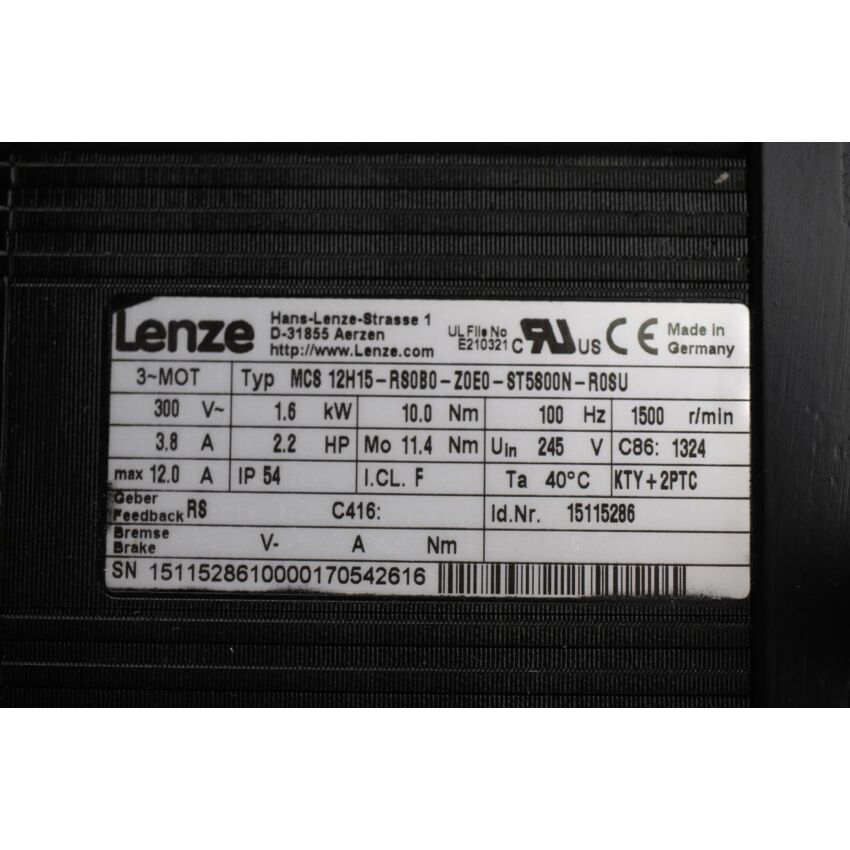 Lenze
Hans-Lenze-Strasse 1
D-31855 Aerzen
http://www.Lenze.com
UL File No
E210321
C RU US CE
Made in
Germany
3~MOT Typ MCS 12H15-RS0B0-Z0E0-ST5S00N-R0SU
300 V~ 1.6 kW 10.0 Nm 100 Hz 1500 r/min
3.8 A 2.2 HP Mo 11.4 Nm Uin 245 V C86: 1324
max 12.0 A IP 54 I.CL. F Ta 40°C KTY+2PTC
Geber
Feedback RS C416: Id.Nr. 15115286
Bremse
Brake V- A Nm
SN 15115286100001705​42616